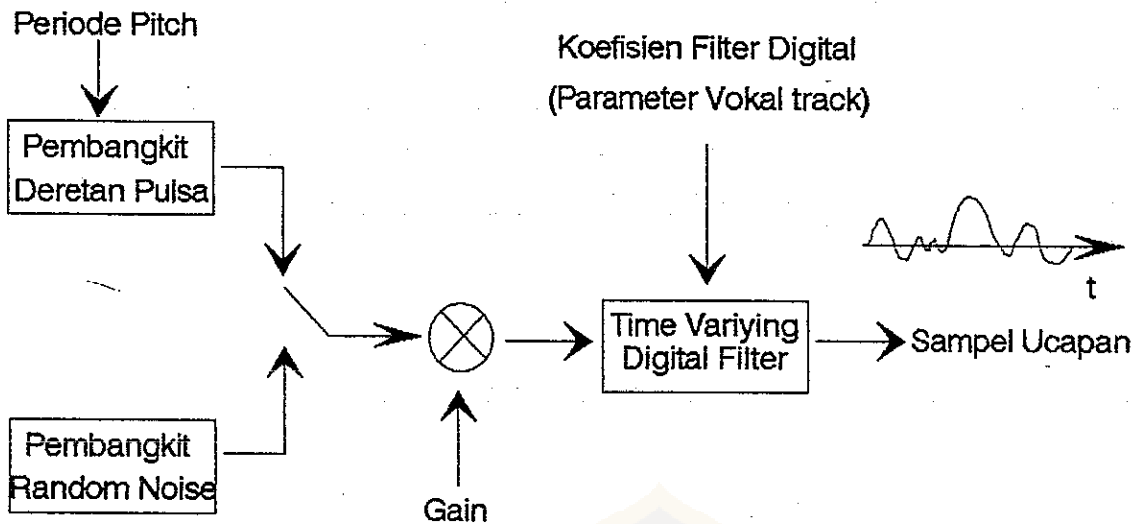 Periode Pitch
Pembangkit
Deretan Pulsa
Koefisien Filter Digital
(Parameter Vokal track)
Time Variying
Digital Filter
t
Sampel Ucapan
Pembangkit
Random Noise
Gain